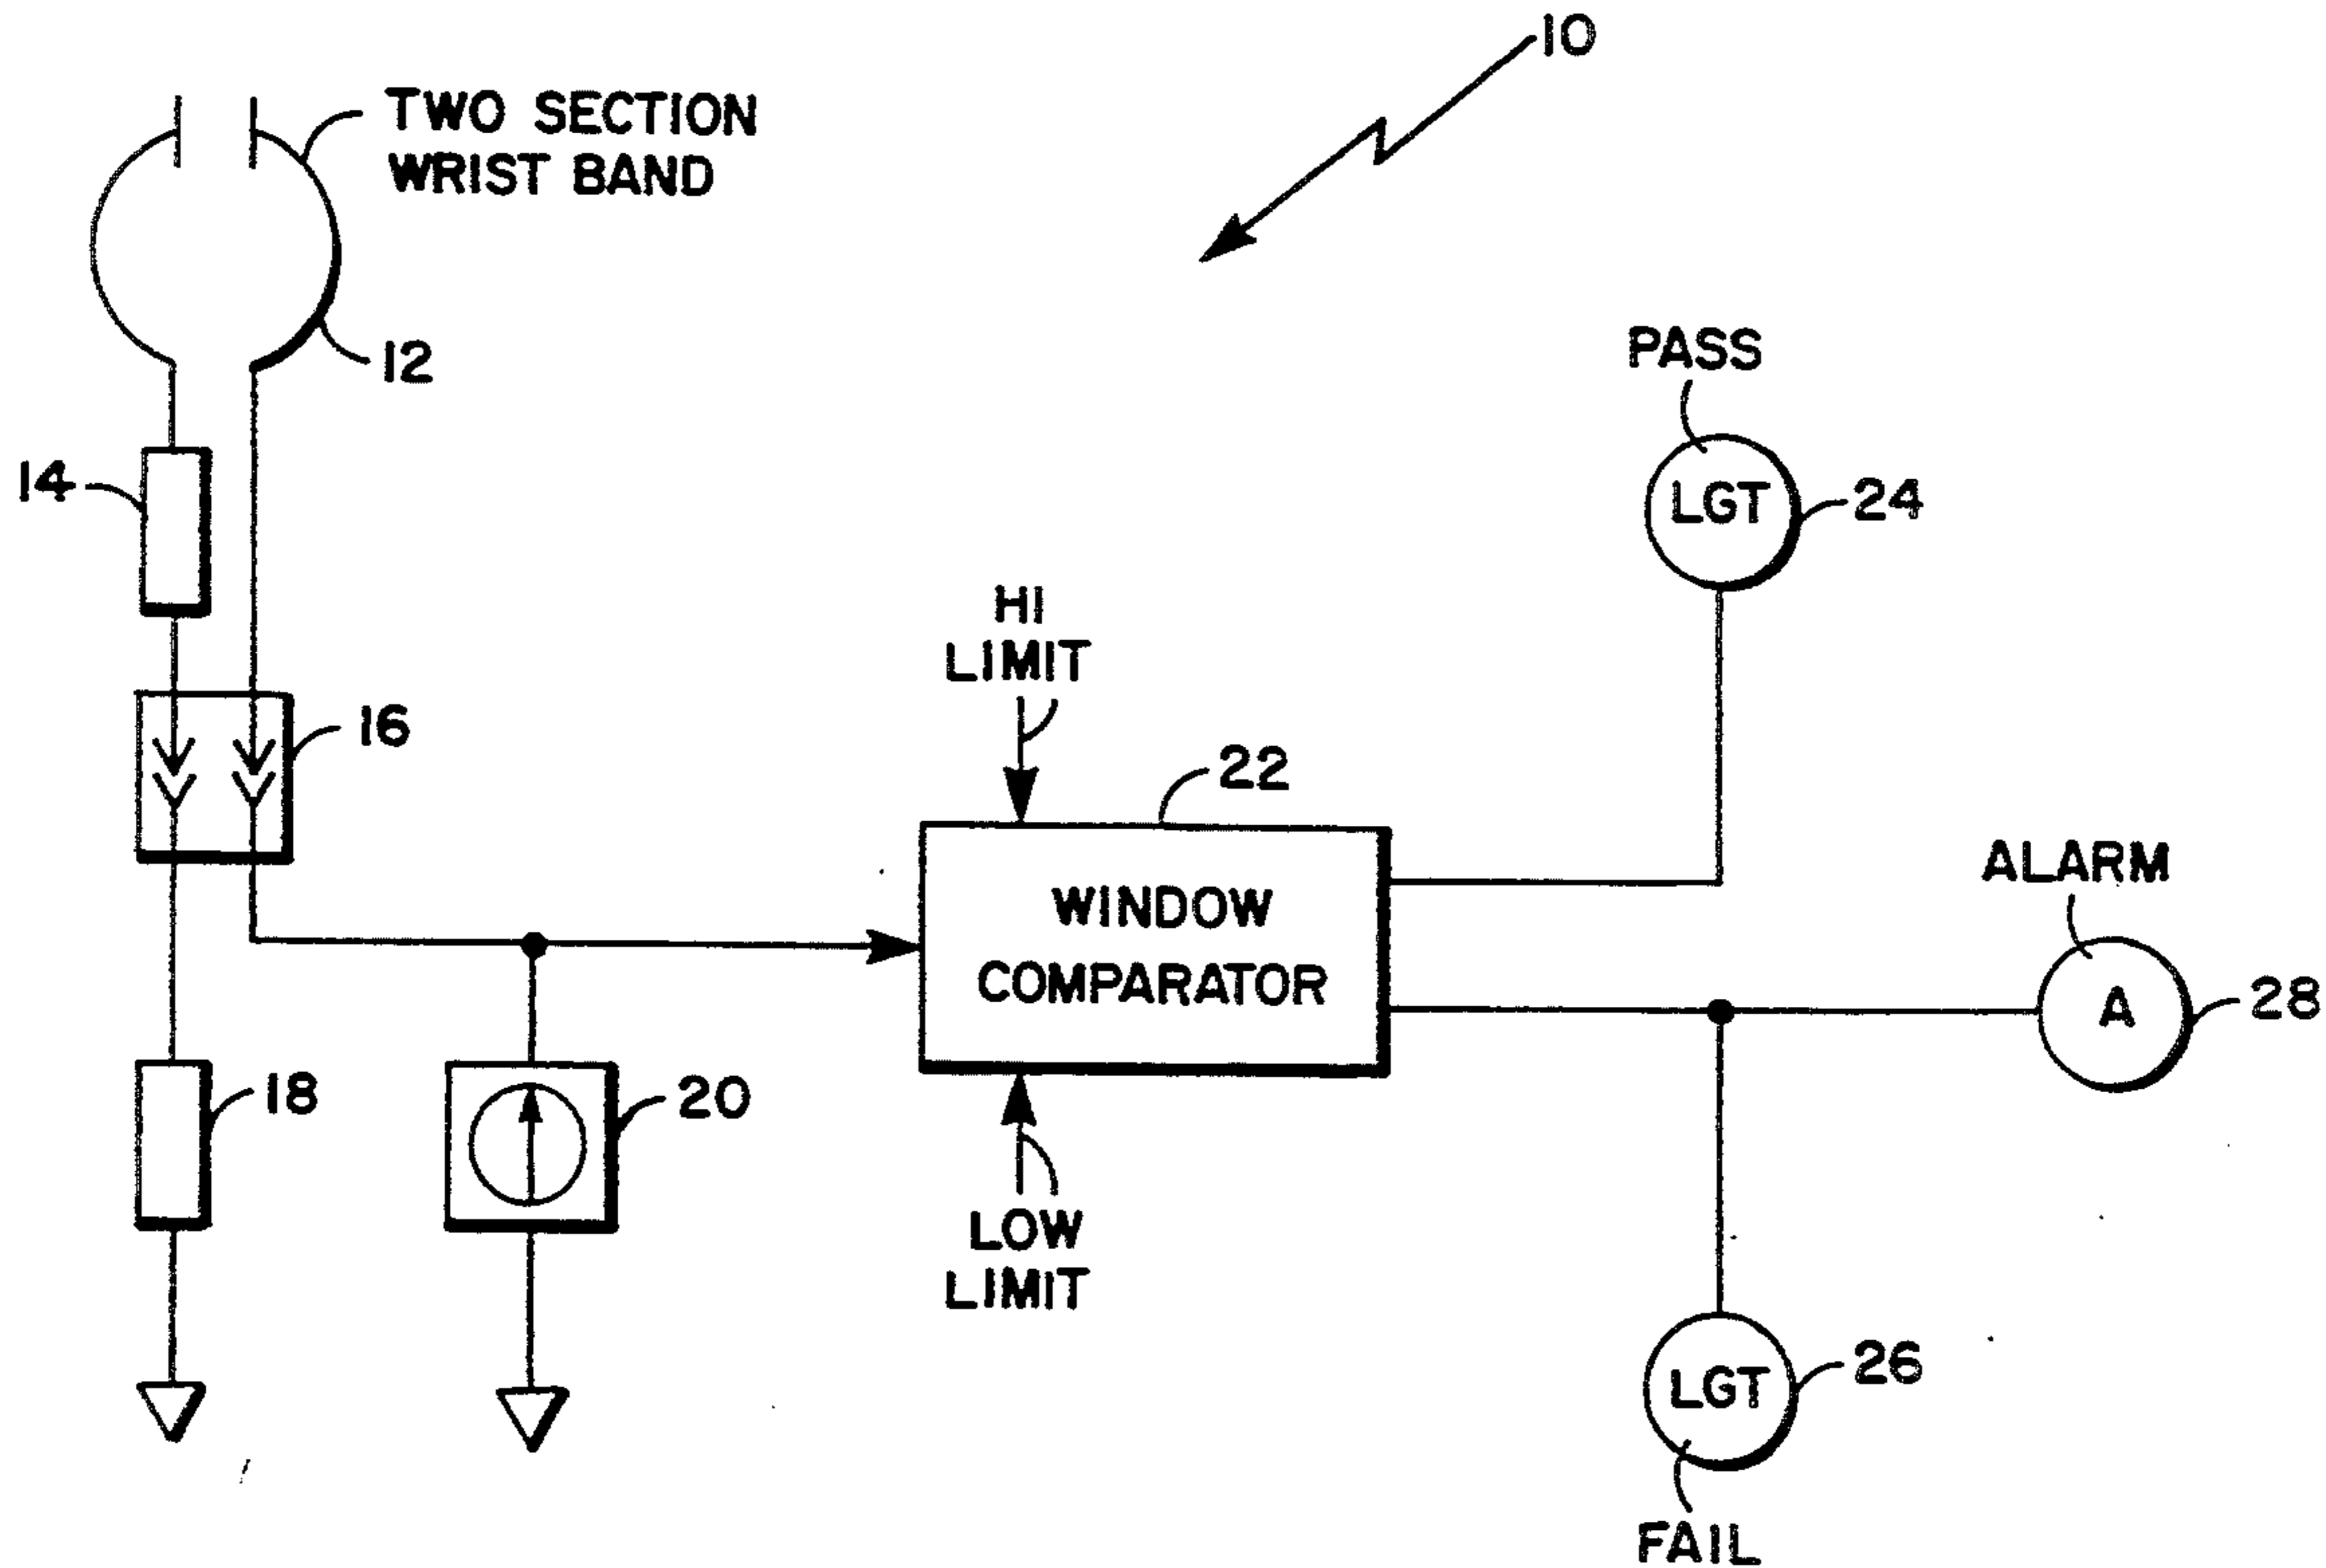 10
TWO SECTION
WRIST BAND
12
PASS
LGT
24
14
HI
LIMIT
16
22
WINDOW
COMPARATOR
ALARM
A
28
18
20
LOW
LIMIT
LGT
26
FAIL